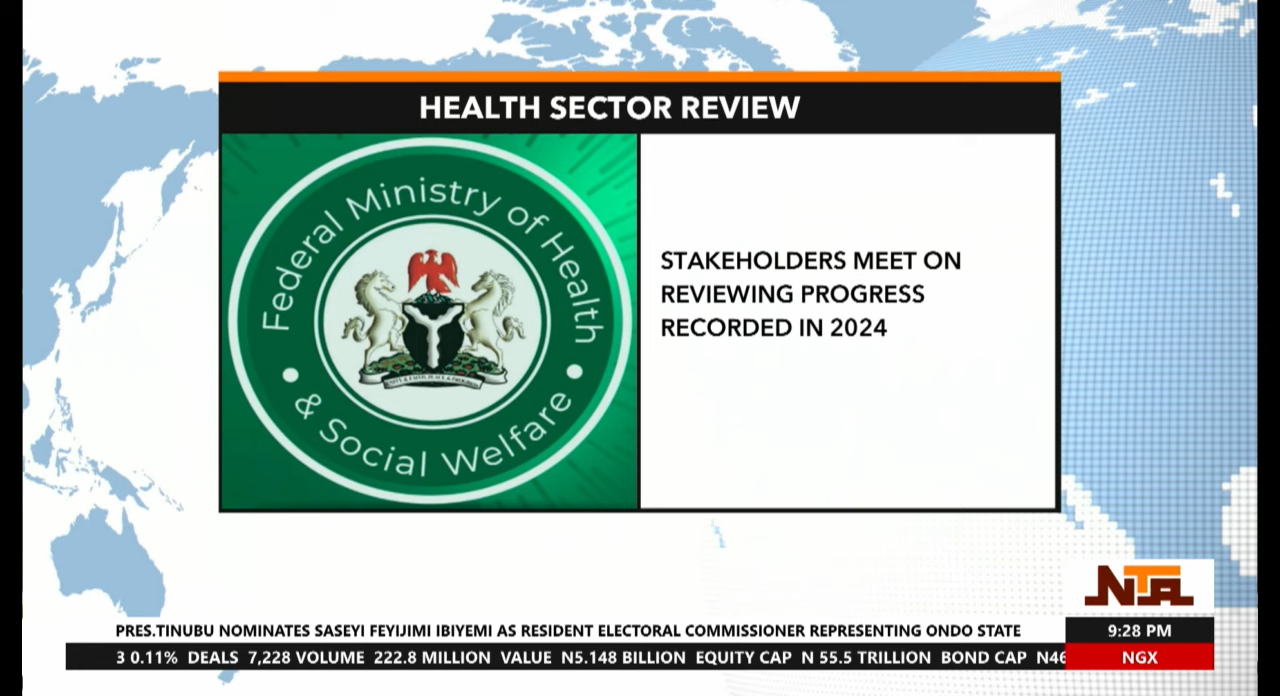 HEALTH SECTOR REVIEW
Federal Ministry of Health
& Social Welfare
STAKEHOLDERS MEET ON
REVIEWING PROGRESS
RECORDED IN 2024
NTA
PRES.TINUBU NOMINATES SASEYI FEYIJIMI IBIYEMI AS RESIDENT ELECTORAL COMMISSIONER REPRESENTING ONDO STATE
9:28 PM
3 0.11% DEALS 7,228 VOLUME 222.8 MILLION VALUE N5.148 BILLION EQUITY CAP N 55.5 TRILLION BOND CAP N46
NGX